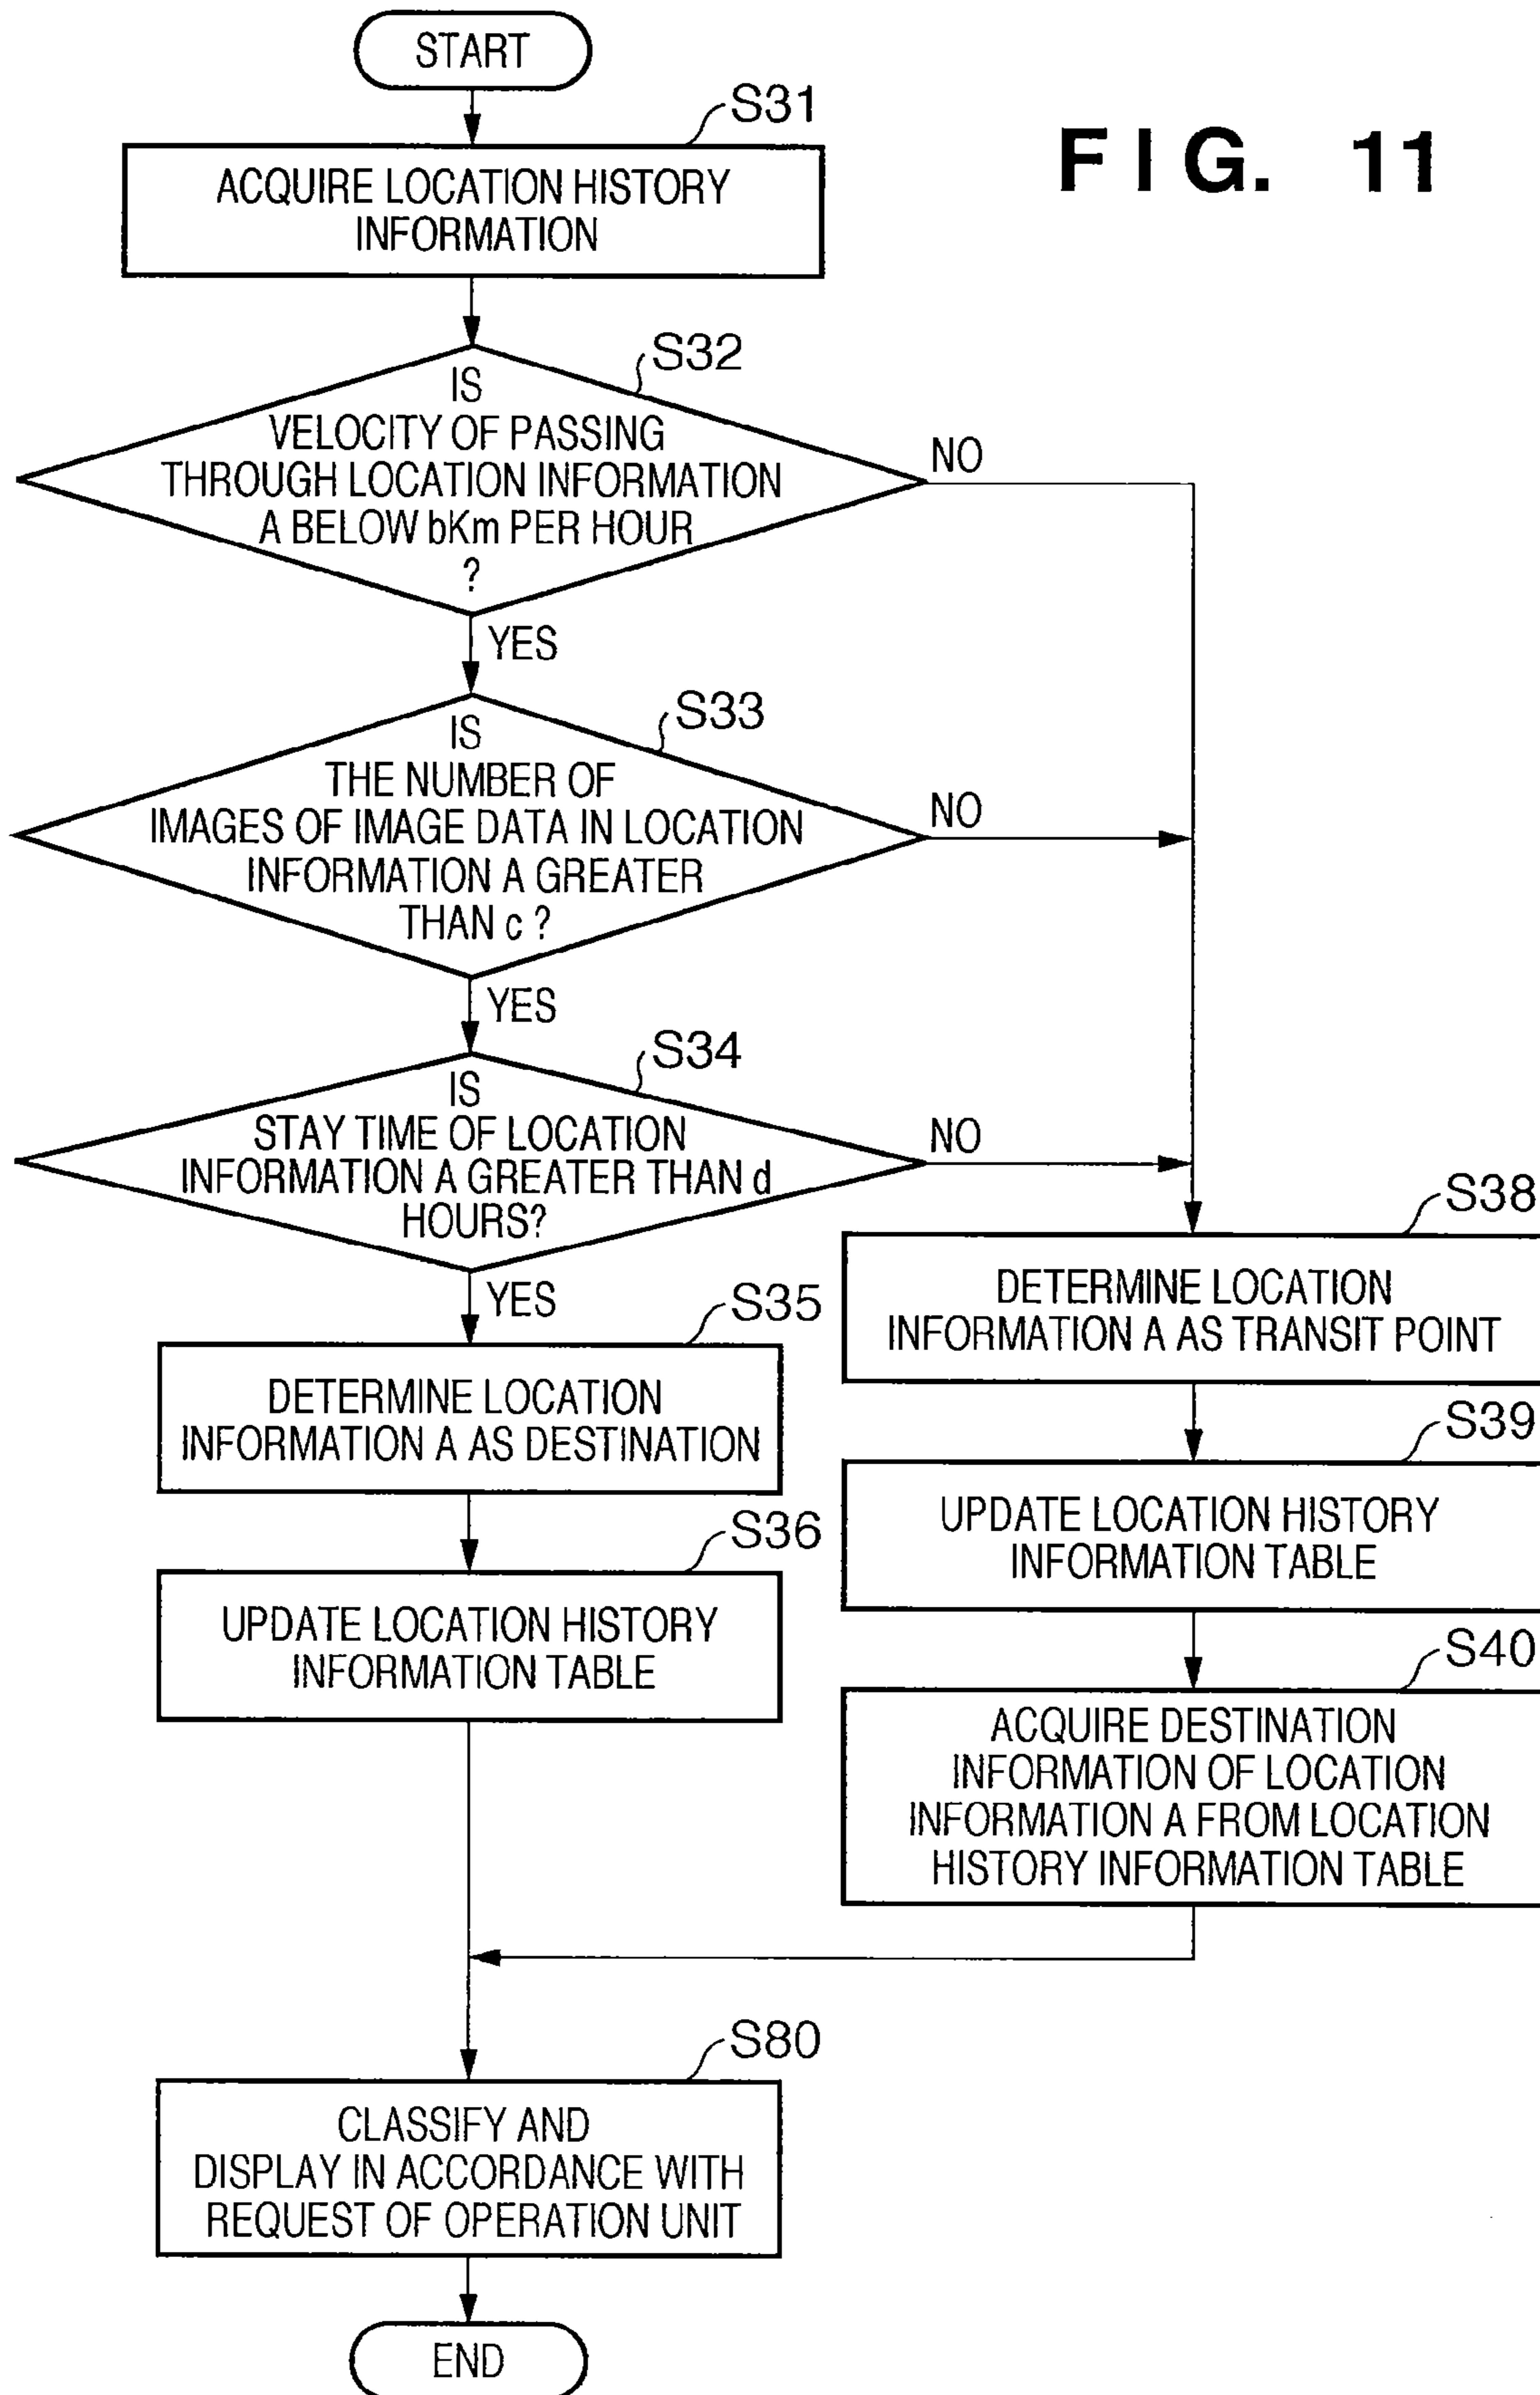 START
S31
FIG. 11
ACQUIRE LOCATION HISTORY
INFORMATION
S32
IS
VELOCITY OF PASSING
THROUGH LOCATION INFORMATION
A BELOW bKm PER HOUR
?
NO
YES
S33
IS
THE NUMBER OF
IMAGES OF IMAGE DATA IN LOCATION
INFORMATION A GREATER
THAN c ?
NO
YES
S34
IS
STAY TIME OF LOCATION
INFORMATION A GREATER THAN d
HOURS?
NO
YES
S38
DETERMINE LOCATION
INFORMATION A AS TRANSIT POINT
S35
DETERMINE LOCATION
INFORMATION A AS DESTINATION
S39
UPDATE LOCATION HISTORY
INFORMATION TABLE
S36
UPDATE LOCATION HISTORY
INFORMATION TABLE
S40
ACQUIRE DESTINATION
INFORMATION OF LOCATION
INFORMATION A FROM LOCATION
HISTORY INFORMATION TABLE
S80
CLASSIFY AND
DISPLAY IN ACCORDANCE WITH
REQUEST OF OPERATION UNIT
END